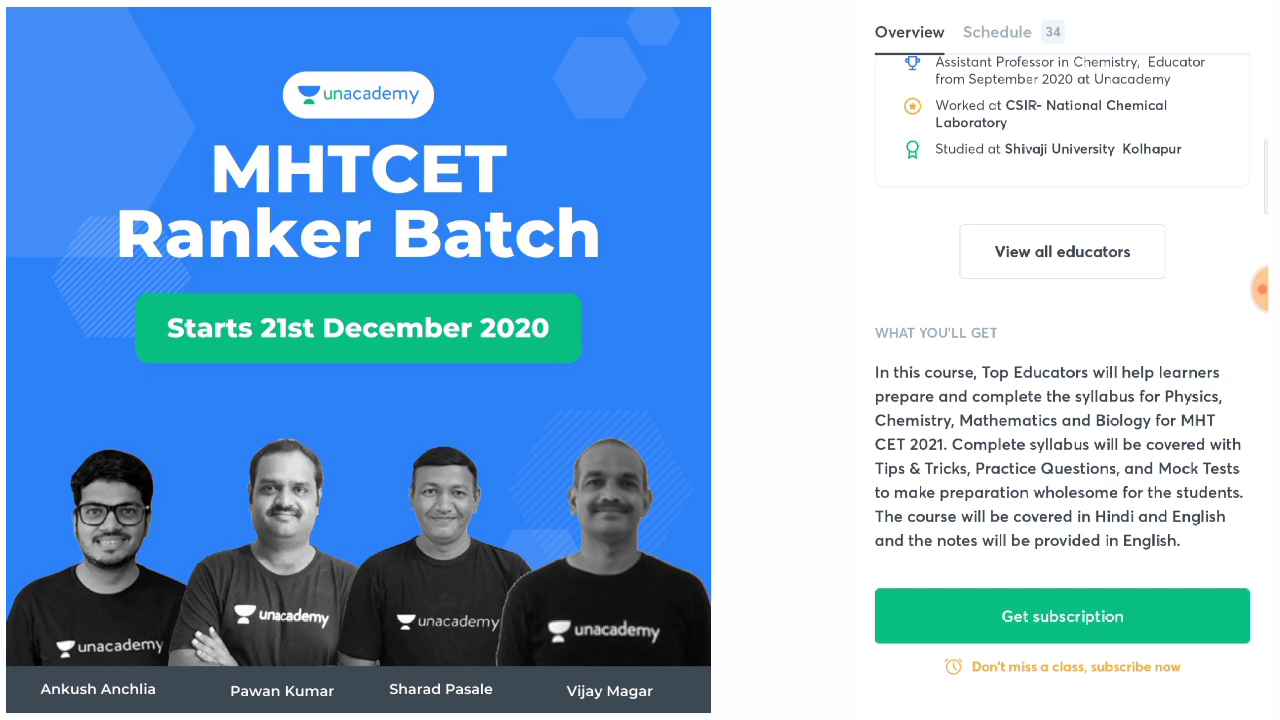 unacademy
MHTCET
Ranker Batch
Starts 21st December 2020
unacademy
unacademy
unacademy
unacademy
Ankush Anchlia
Pawan Kumar
Sharad Pasale
Vijay Magar
Overview
Schedule 34
Assistant Professor in Chemistry, Educator
from September 2020 at Unacademy
Worked at CSIR- National Chemical
Laboratory
Studied at Shivaji University Kolhapur
View all educators
WHAT YOU'LL GET
In this course, Top Educators will help learners
prepare and complete the syllabus for Physics,
Chemistry, Mathematics and Biology for MHT
CET 2021. Complete syllabus will be covered with
Tips & Tricks, Practice Questions, and Mock Tests
to make preparation wholesome for the students.
The course will be covered in Hindi and English
and the notes will be provided in English.
Get subscription
Don't miss a class, subscribe now